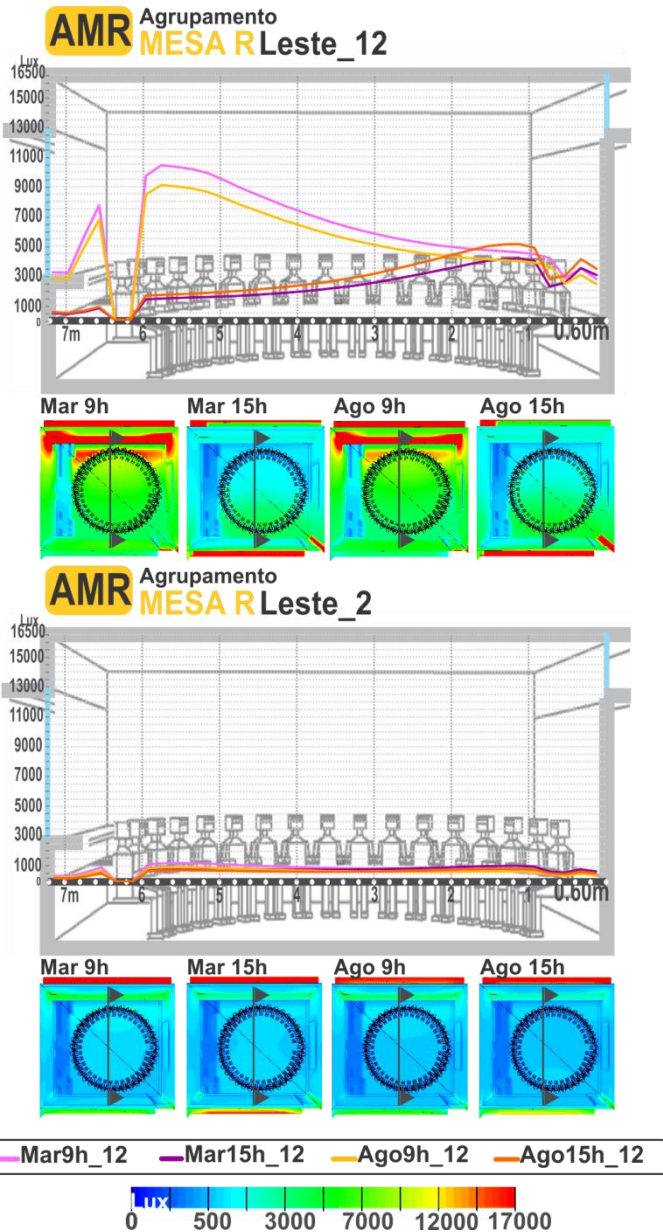 AMR Agrupamento
MESA R Leste_12
Lux
16500
15000
13000
11000
9000
7000
5000
3000
1000
0
7m 6 5 4 3 2 1 0.60m
Mar 9h Mar 15h Ago 9h Ago 15h
AMR Agrupamento
MESA R Leste_2
Lux
16500
15000
13000
11000
9000
7000
5000
3000
1000
0
7m 6 5 4 3 2 1 0.60m
Mar 9h Mar 15h Ago 9h Ago 15h
Mar9h_12 Mar15h_12 Ago9h_12 Ago15h_12
Lux
0 500 3000 7000 12000 17000